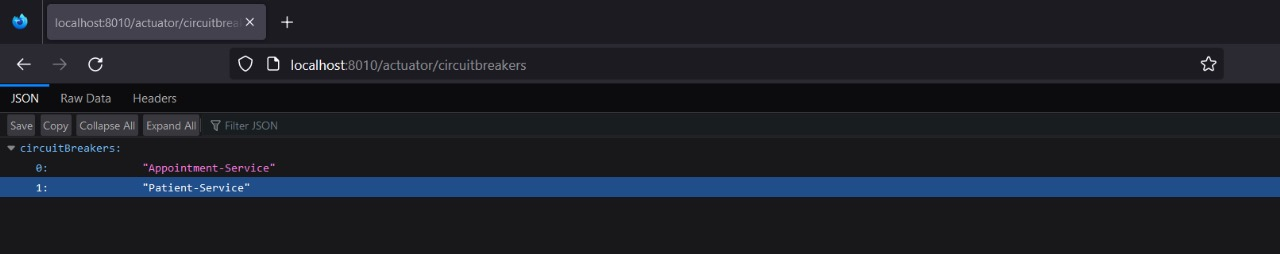 localhost:8010/actuator/circuitbreal
localhost:8010/actuator/circuitbreakers
JSON Raw Data Headers
Save Copy Collapse All Expand All Filter JSON
circuitBreakers:
0: "Appointment-Service"
1: "Patient-Service"